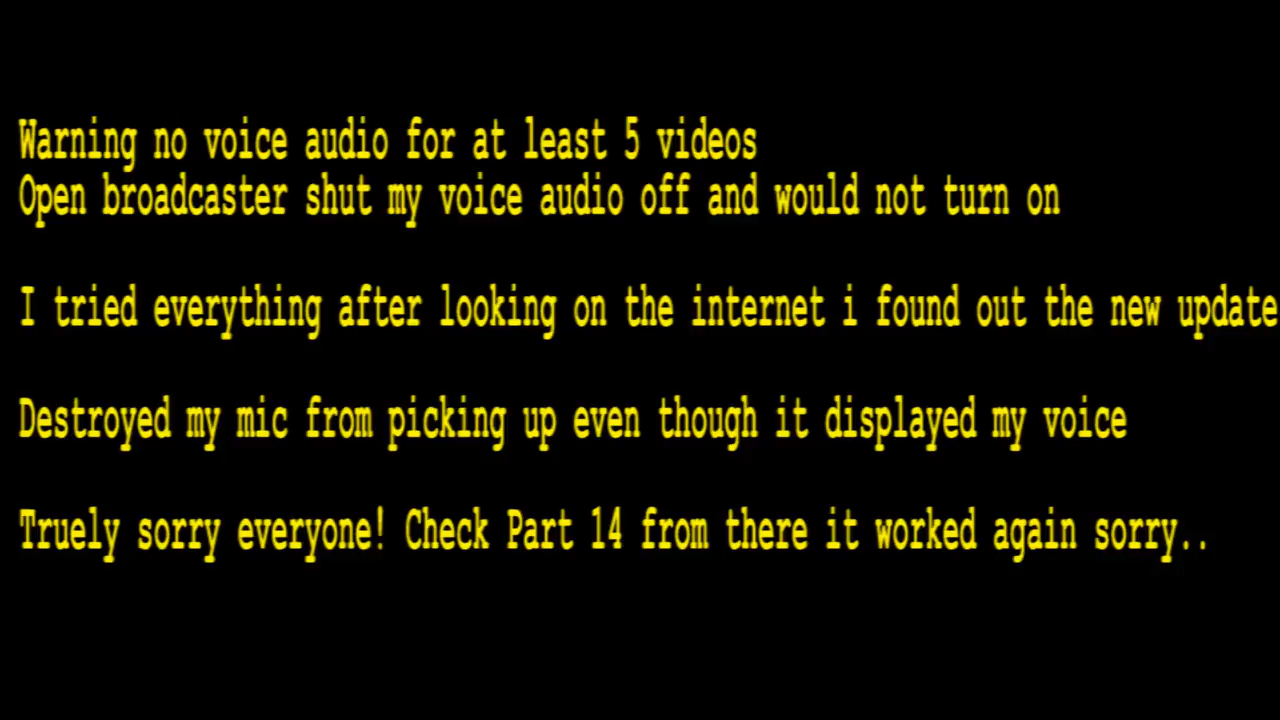 Warning no voice audio for at least 5 videos
Open broadcaster shut my voice audio off and would not turn on
I tried everything after looking on the internet i found out the new update
Destroyed my mic from picking up even though it displayed my voice
Truely sorry everyone! Check Part 14 from there it worked again sorry..